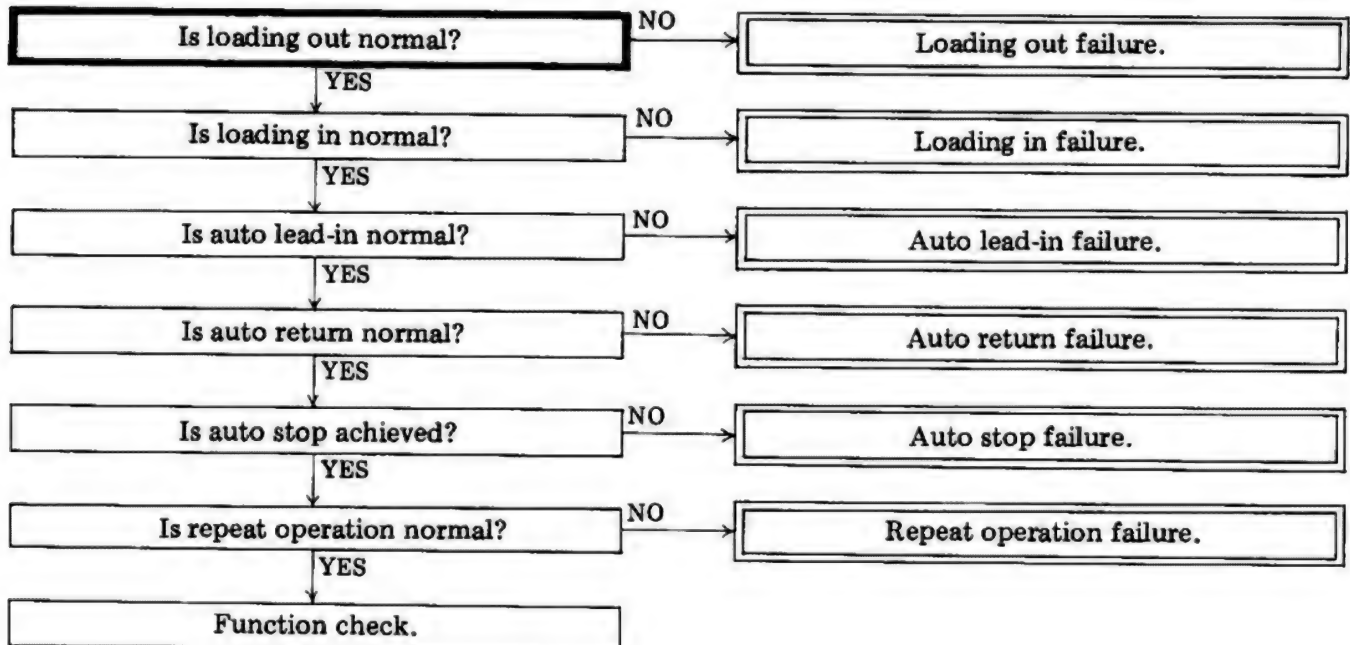 Is loading out normal?
NO
Loading out failure.
YES
Is loading in normal?
NO
Loading in failure.
YES
Is auto lead-in normal?
NO
Auto lead-in failure.
YES
Is auto return normal?
NO
Auto return failure.
YES
Is auto stop achieved?
NO
Auto stop failure.
YES
Is repeat operation normal?
NO
Repeat operation failure.
YES
Function check.